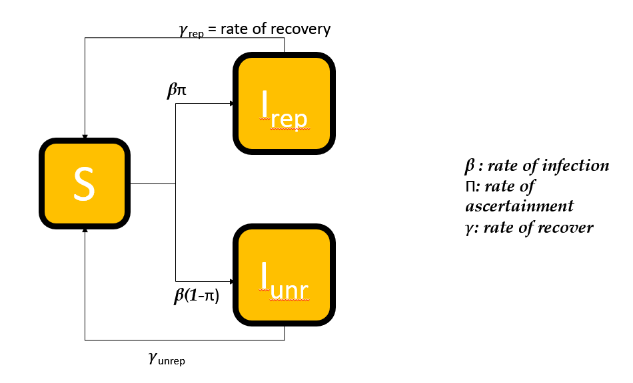 γrep = rate of recovery
βπ
Irep
S
β : rate of infection
Π: rate of
ascertainment
γ: rate of recover
Iunr
β(1-π)
γunrep